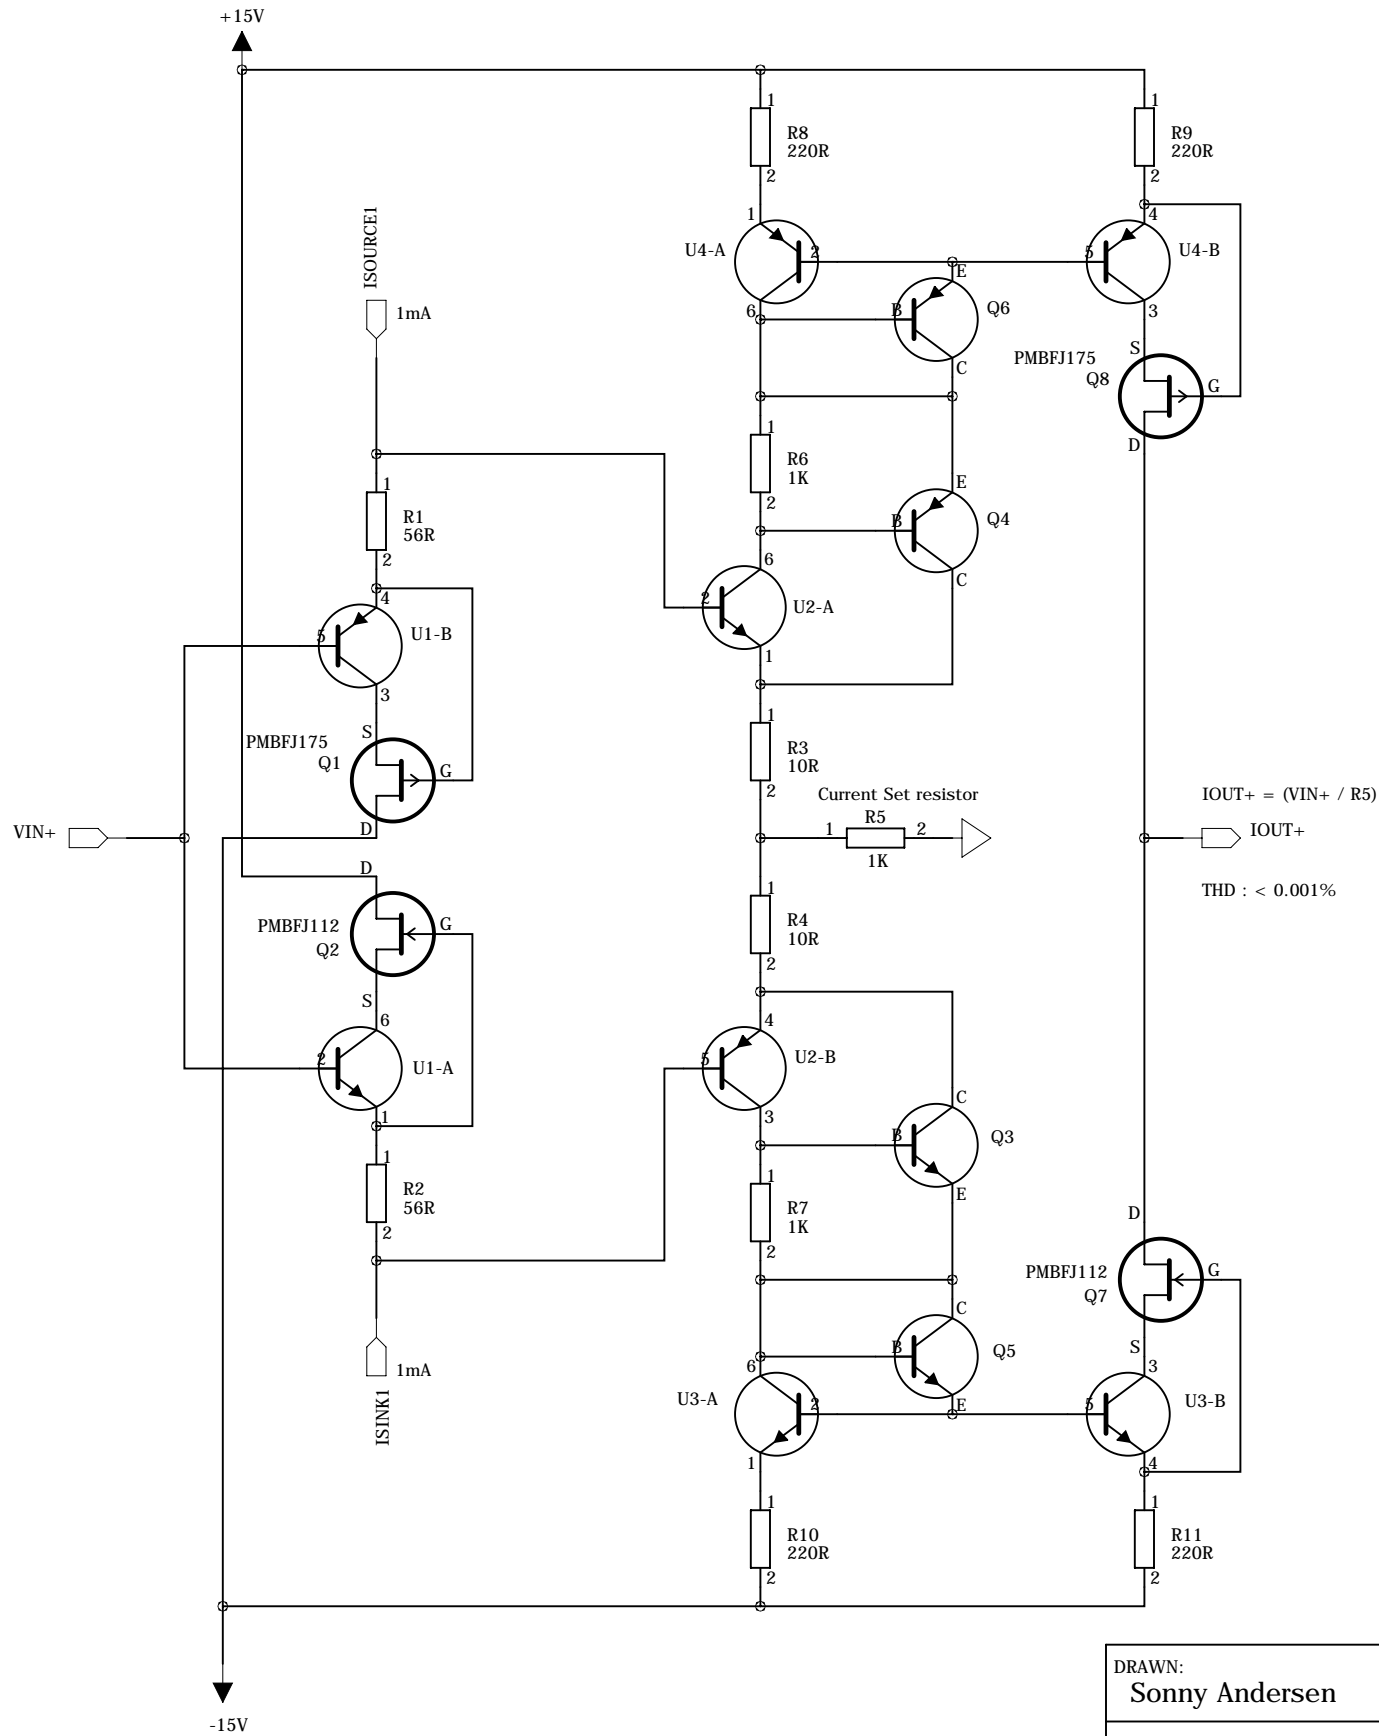 +15V
1
R8
220R
2
1
R9
220R
2
ISOURCE1
1mA
1
U4-A
2
6
E
B
Q6
C
4
5
U4-B
3
PMBFJ175
Q8
S
G
D
1
R6
1K
2
E
B
Q4
C
1
R1
56R
2
4
5
U1-B
3
6
2
U2-A
1
S
PMBFJ175
Q1
G
D
1
R3
10R
2
Current Set resistor
1
R5
2
1K
VIN+
IOUT+ = (VIN+ / R5)
IOUT+
THD : < 0.001%
D
PMBFJ112
Q2
G
S
1
R4
10R
2
6
2
U1-A
1
4
5
U2-B
3
C
B
Q3
E
1
R2
56R
2
1
R7
1K
2
D
PMBFJ112
Q7
G
S
1mA
ISINK1
C
B
Q5
E
6
U3-A
2
1
3
5
U3-B
4
1
R10
220R
2
1
R11
220R
2
-15V
DRAWN:
Sonny Andersen